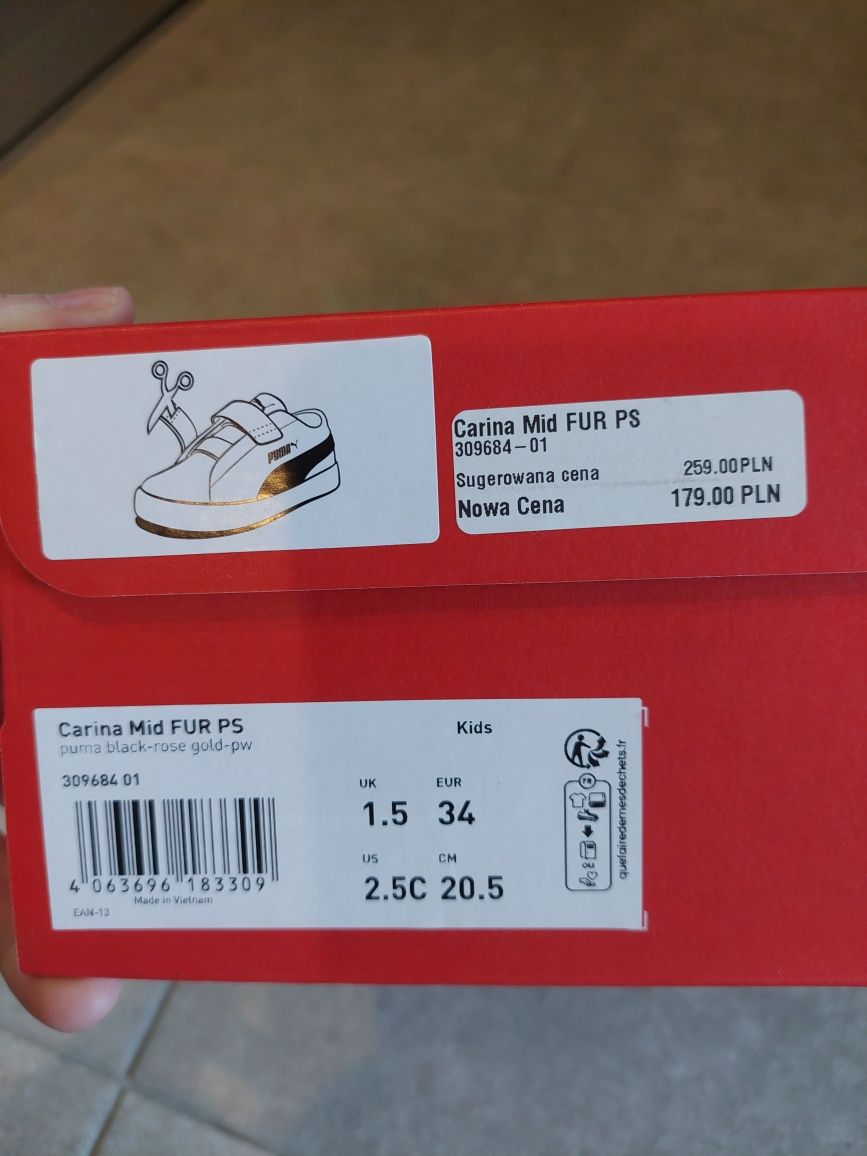 PUMA
Carina Mid FUR PS
309684-01
Sugerowana cena 259.00PLN
Nowa Cena 179.00 PLN
Carina Mid FUR PS Kids
puma black-rose gold-pw
309684 01
UK EUR
1.5 34
US CM
2.5C 20.5
4 063696 183309
Made in Vietnam
EAN-13
FR
quefairedemesdechets.fr